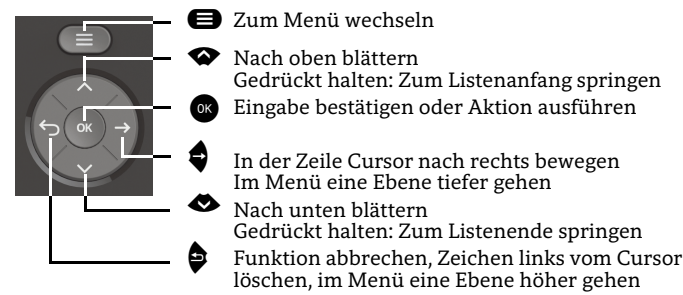 Zum Menü wechseln
Nach oben blättern
Gedrückt halten: Zum Listenanfang springen
OK Eingabe bestätigen oder Aktion ausführen
OK
In der Zeile Cursor nach rechts bewegen
Im Menü eine Ebene tiefer gehen
Nach unten blättern
Gedrückt halten: Zum Listenende springen
Funktion abbrechen, Zeichen links vom Cursor
löschen, im Menü eine Ebene höher gehen